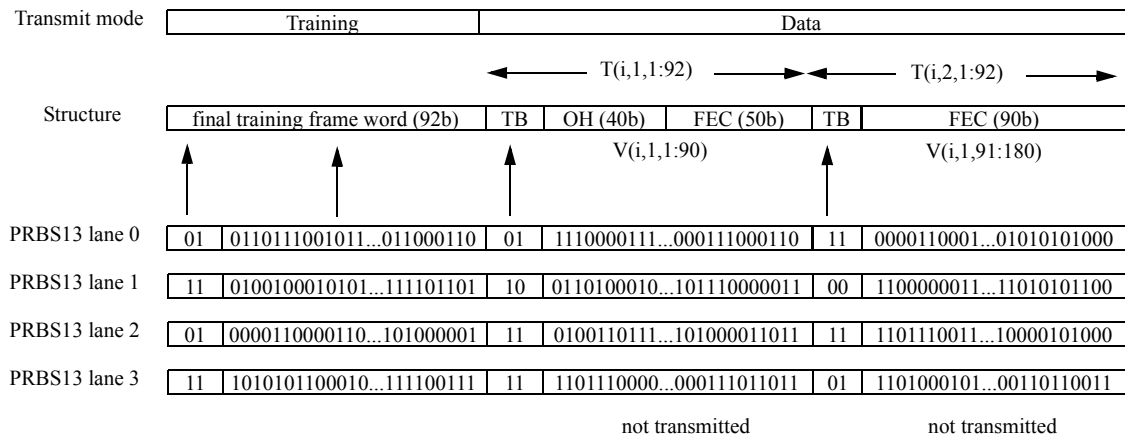 Transmit mode Training Data
T(i,1,1:92) T(i,2,1:92)
Structure final training frame word (92b) TB OH (40b) FEC (50b) TB FEC (90b)
V(i,1,1:90) V(i,1,91:180)
PRBS13 lane 0 01 0110111001011...011000110 01 1110000111...000111000110 11 0000110001...01010101000
PRBS13 lane 1 11 0100100010101...111101101 10 0110100010...101110000011 00 1100000011...11010101100
PRBS13 lane 2 01 0000110000110...101000001 11 0100110111...101000011011 11 1101110011...10000101000
PRBS13 lane 3 11 1010101100010...111100111 11 1101110000...000111011011 01 1101000101...00110110011
not transmitted not transmitted